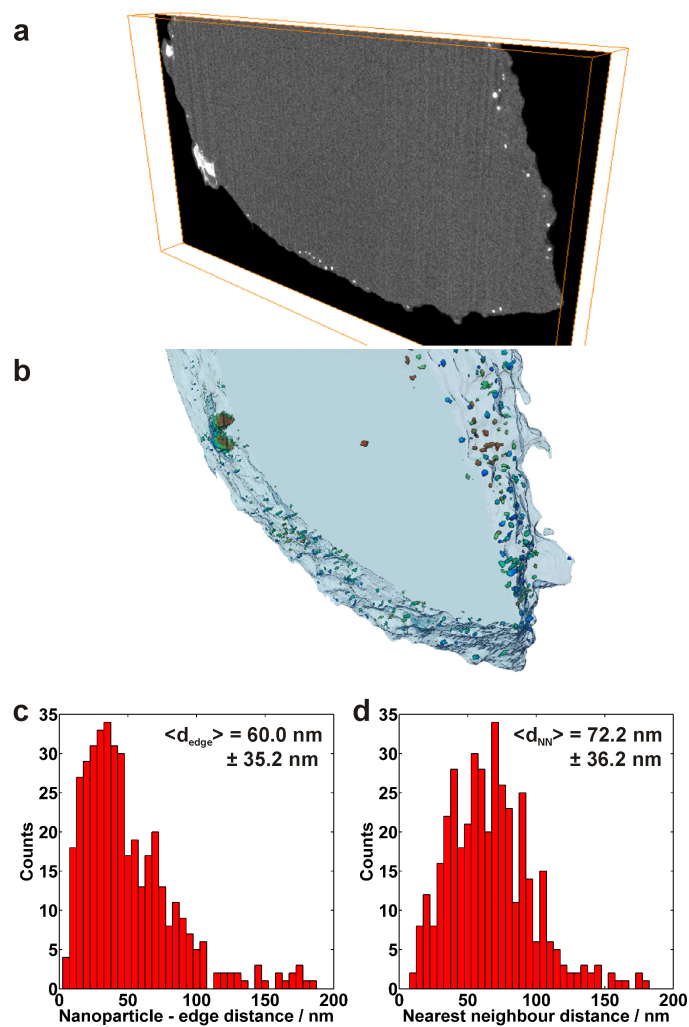 a
b
c
d
<d_edge> = 60.0 nm
± 35.2 nm
<d_NN> = 72.2 nm
± 36.2 nm
35
30
25
20
15
10
5
0
Counts
0 50 100 150 200
Nanoparticle - edge distance / nm
35
30
25
20
15
10
5
0
Counts
0 50 100 150 200
Nearest neighbour distance / nm